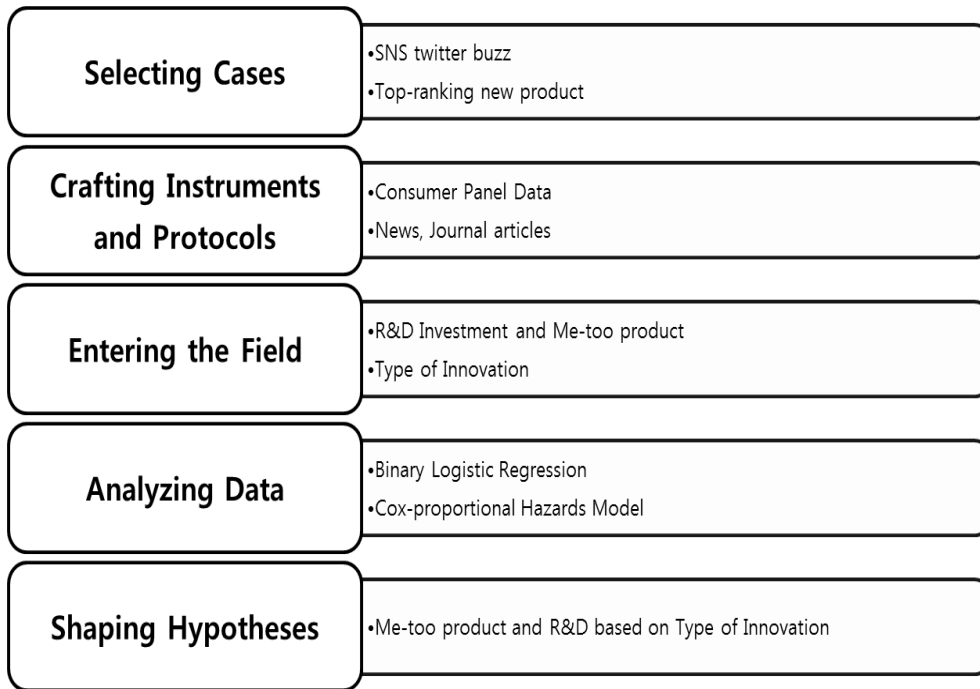 Selecting Cases
•SNS twitter buzz
•Top-ranking new product
Crafting Instruments
and Protocols
•Consumer Panel Data
•News, Journal articles
Entering the Field
•R&D Investment and Me-too product
•Type of Innovation
Analyzing Data
•Binary Logistic Regression
•Cox-proportional Hazards Model
Shaping Hypotheses
•Me-too product and R&D based on Type of Innovation